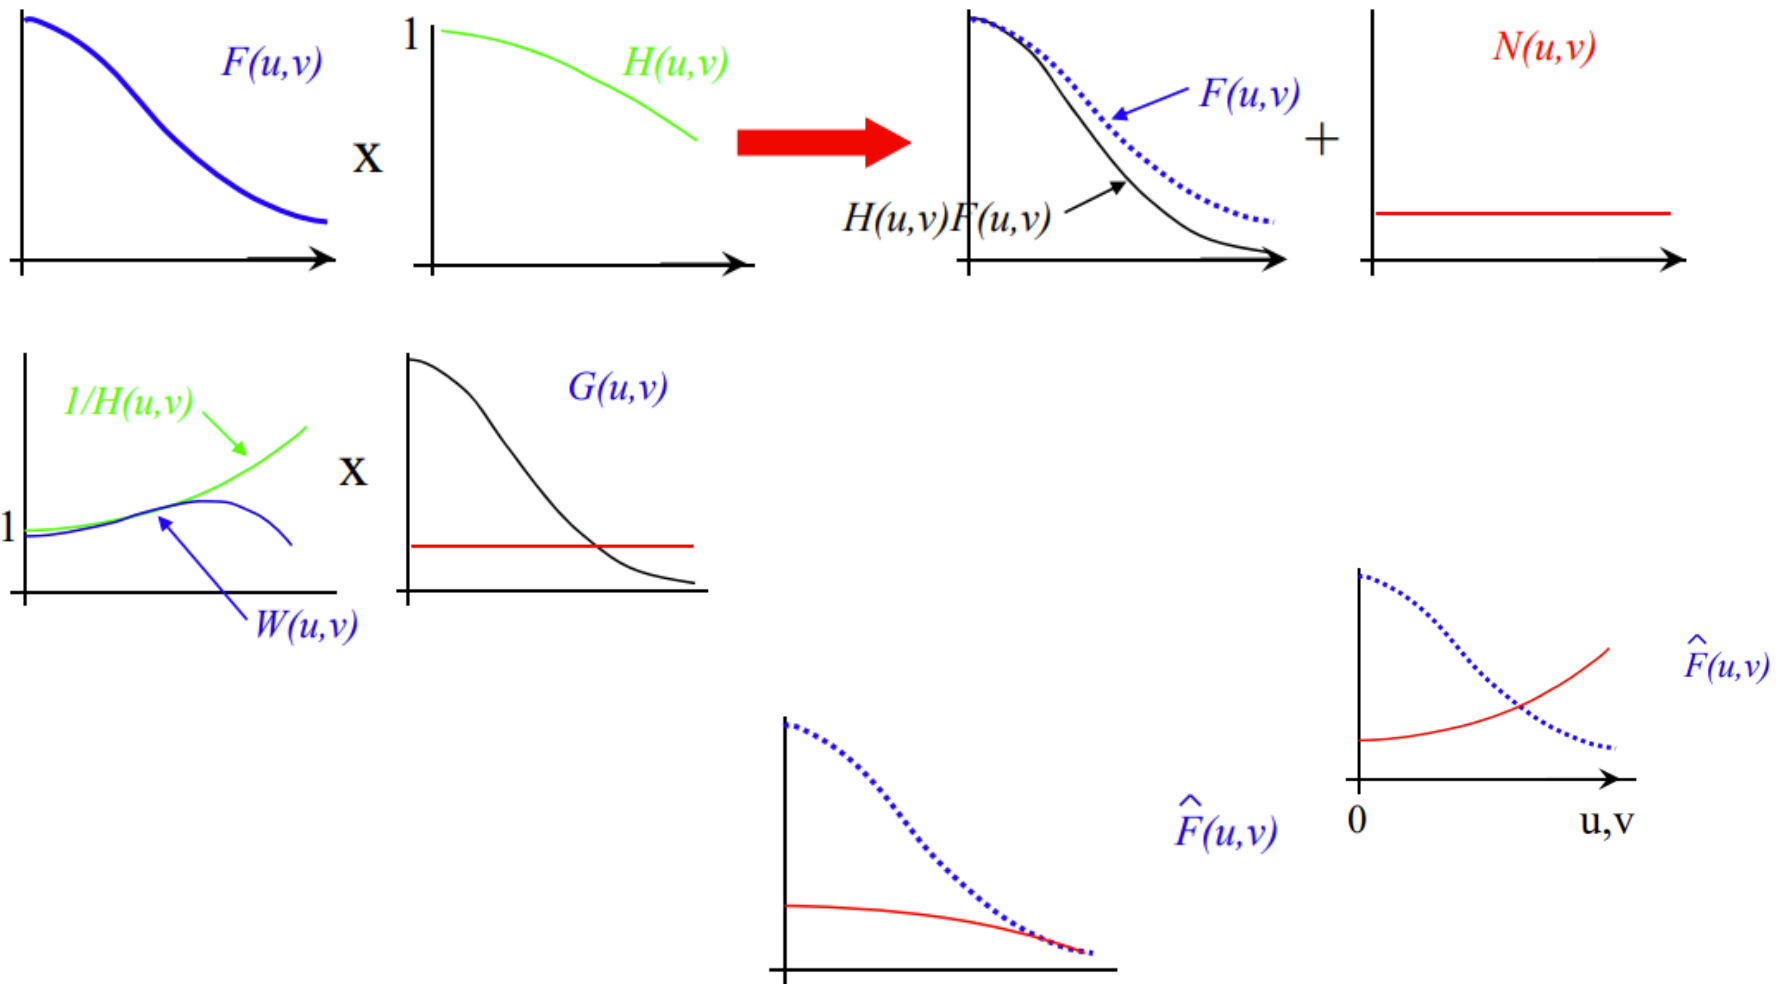 F(u,v)
x
1
H(u,v)
F(u,v)
H(u,v)F(u,v)
+
N(u,v)
1/H(u,v)
1
W(u,v)
x
G(u,v)
F̂(u,v)
0
u,v
F̂(u,v)